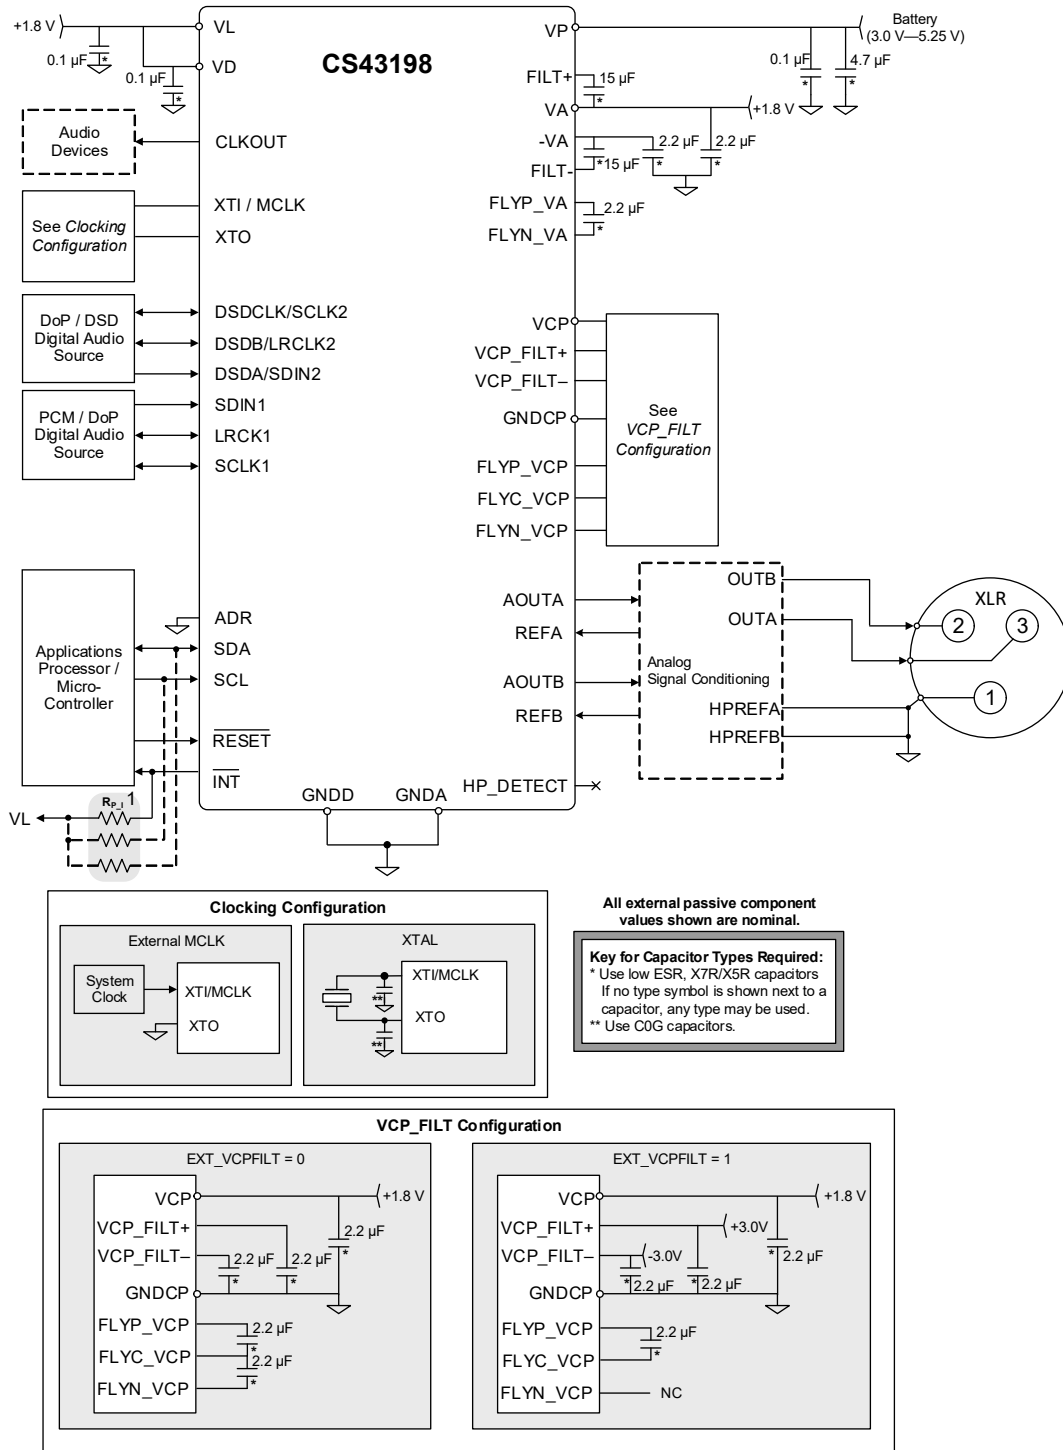 +1.8 V
VL
0.1 µF
*
VD
0.1 µF
*
CS43198
VP
Battery
(3.0 V—5.25 V)
0.1 µF
*
4.7 µF
*
FILT+
15 µF
*
VA
+1.8 V
-VA
2.2 µF
*
2.2 µF
*
*15 µF
FILT-
FLYP_VA
2.2 µF
*
FLYN_VA
Audio
Devices
CLKOUT
See Clocking
Configuration
XTI / MCLK
XTO
DoP / DSD
Digital Audio
Source
DSDCLK/SCLK2
DSDB/LRCLK2
DSDA/SDIN2
PCM / DoP
Digital Audio
Source
SDIN1
LRCK1
SCLK1
VCP
VCP_FILT+
VCP_FILT–
GNDCP
FLYP_VCP
FLYC_VCP
FLYN_VCP
See
VCP_FILT
Configuration
Applications
Processor /
Micro-
Controller
ADR
SDA
SCL
RESET
INT
VL
RP_I 1
GNDD
GNDA
AOUTA
REFA
AOUTB
REFB
HP_DETECT
Analog
Signal Conditioning
OUTB
OUTA
HPREFA
HPREFB
XLR
2
3
1
Clocking Configuration
External MCLK
System
Clock
XTI/MCLK
XTO
XTAL
**
**
XTI/MCLK
XTO
All external passive component
values shown are nominal.
Key for Capacitor Types Required:
* Use low ESR, X7R/X5R capacitors
If no type symbol is shown next to a
capacitor, any type may be used.
** Use C0G capacitors.
VCP_FILT Configuration
EXT_VCPFILT = 0
VCP
+1.8 V
VCP_FILT+
2.2 µF
*
VCP_FILT–
2.2 µF
*
2.2 µF
*
GNDCP
FLYP_VCP
2.2 µF
*
FLYC_VCP
2.2 µF
*
FLYN_VCP
EXT_VCPFILT = 1
VCP
+1.8 V
VCP_FILT+
+3.0V
VCP_FILT–
-3.0V
*
2.2 µF
*
2.2 µF
*
2.2 µF
GNDCP
FLYP_VCP
2.2 µF
*
FLYC_VCP
FLYN_VCP
NC